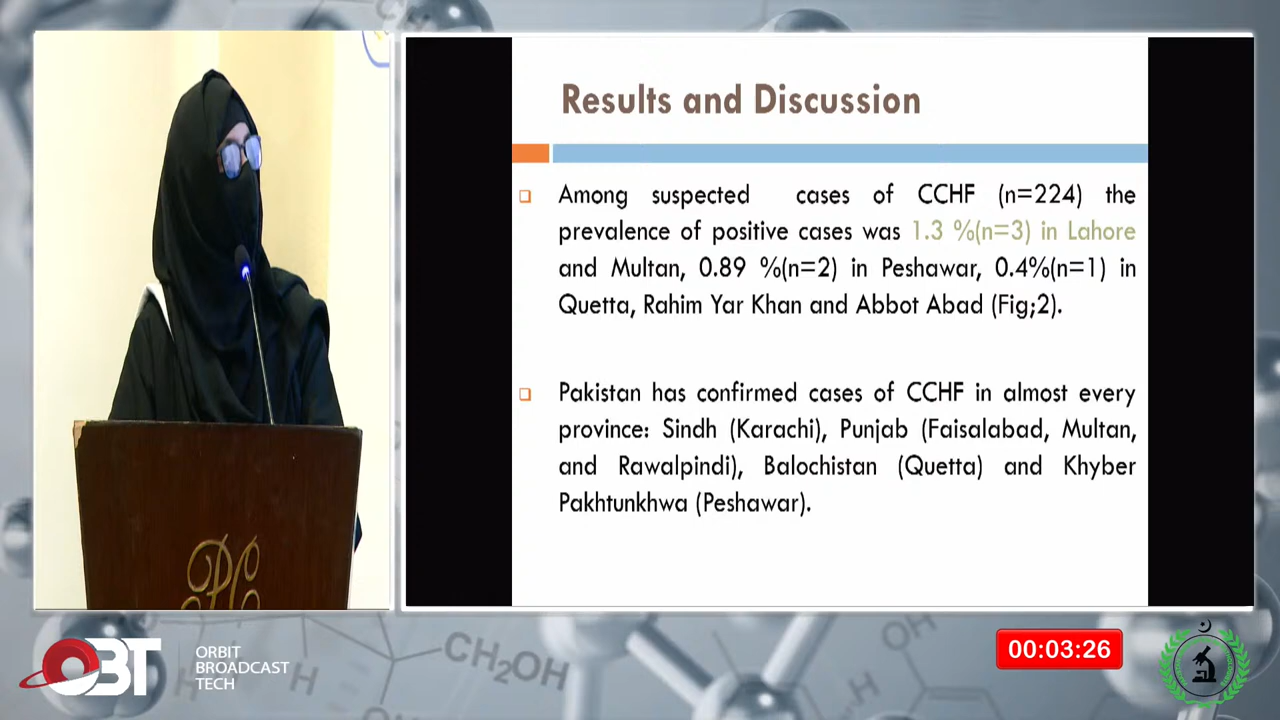 Results and Discussion
Among suspected cases of CCHF (n=224) the
prevalence of positive cases was 1.3 %(n=3) in Lahore
and Multan, 0.89 %(n=2) in Peshawar, 0.4%(n=1) in
Quetta, Rahim Yar Khan and Abbot Abad (Fig;2).
Pakistan has confirmed cases of CCHF in almost every
province: Sindh (Karachi), Punjab (Faisalabad, Multan,
and Rawalpindi), Balochistan (Quetta) and Khyber
Pakhtunkhwa (Peshawar).
PC
OBT
ORBIT
BROADCAST
TECH
H
H
CH₂OH
OH
00:03:26